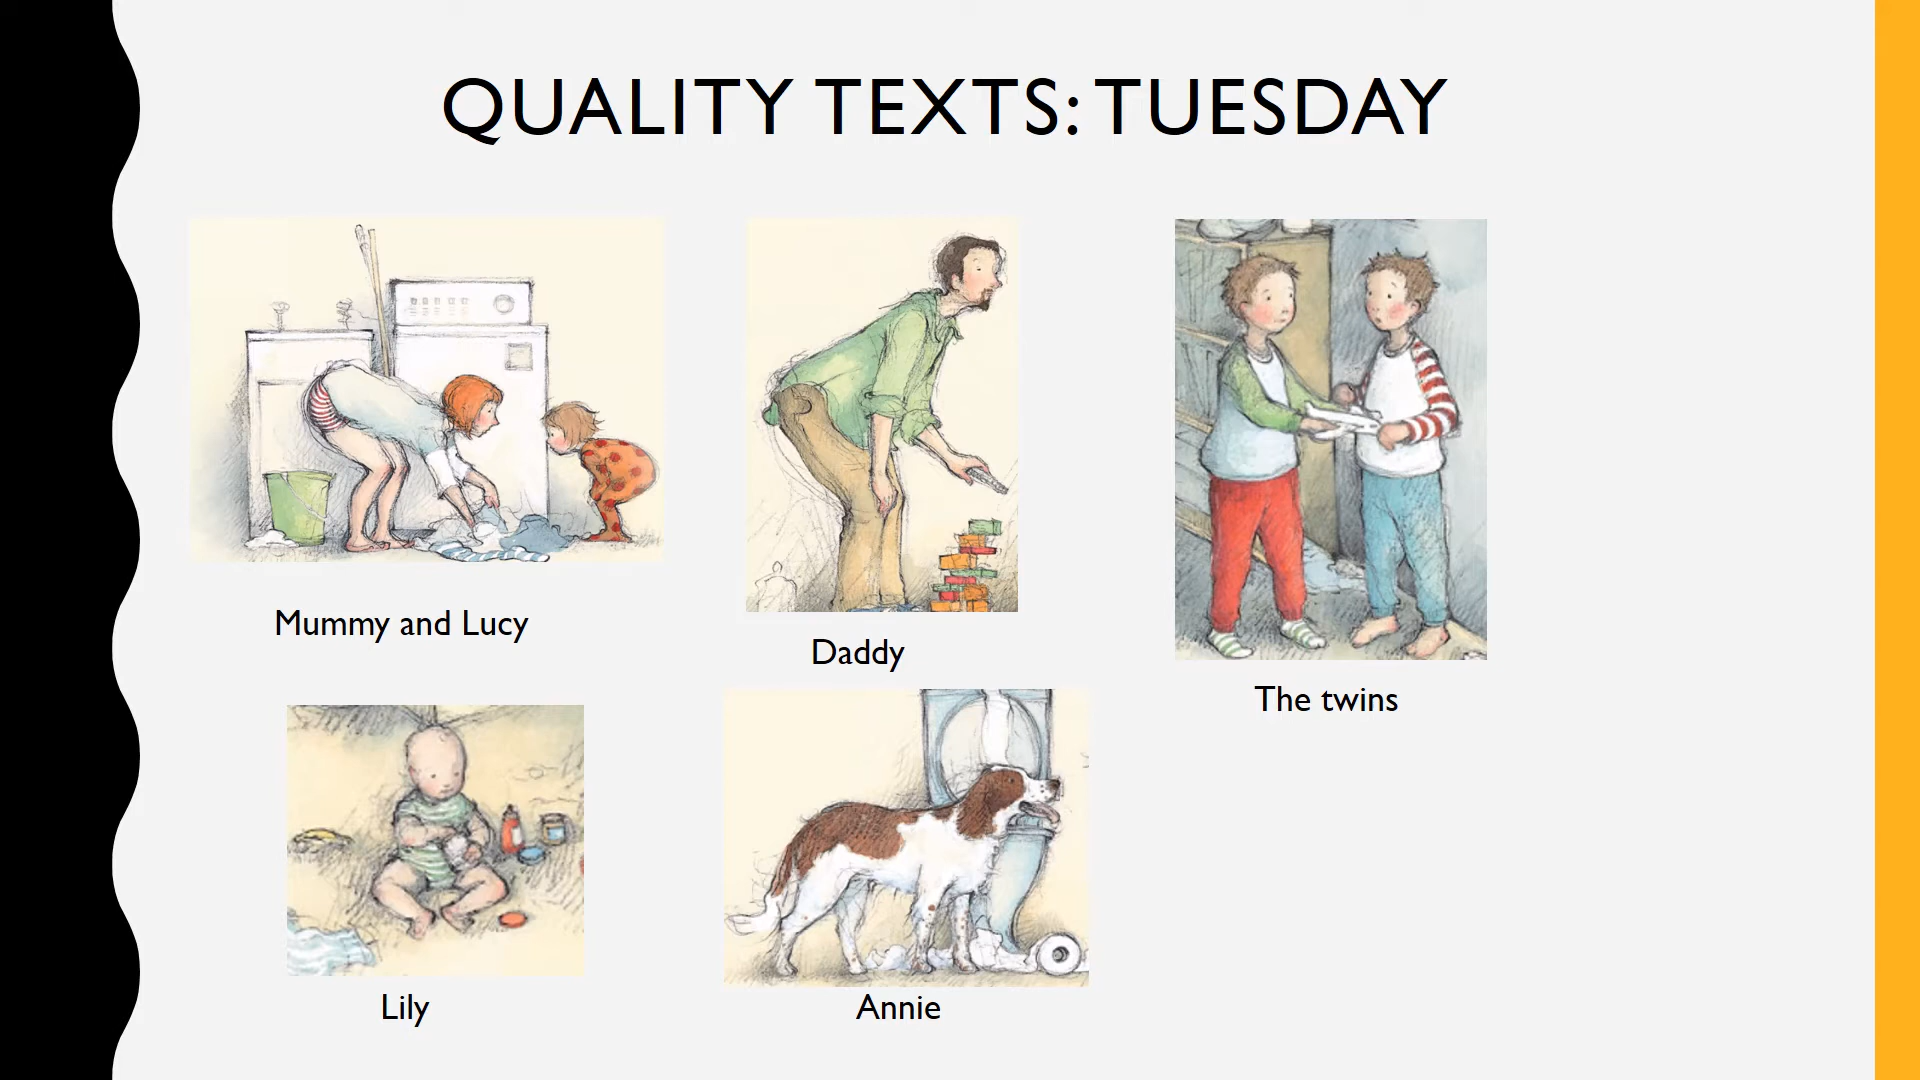 QUALITY TEXTS: TUESDAY
Mummy and Lucy
Daddy
The twins
Lily
Annie